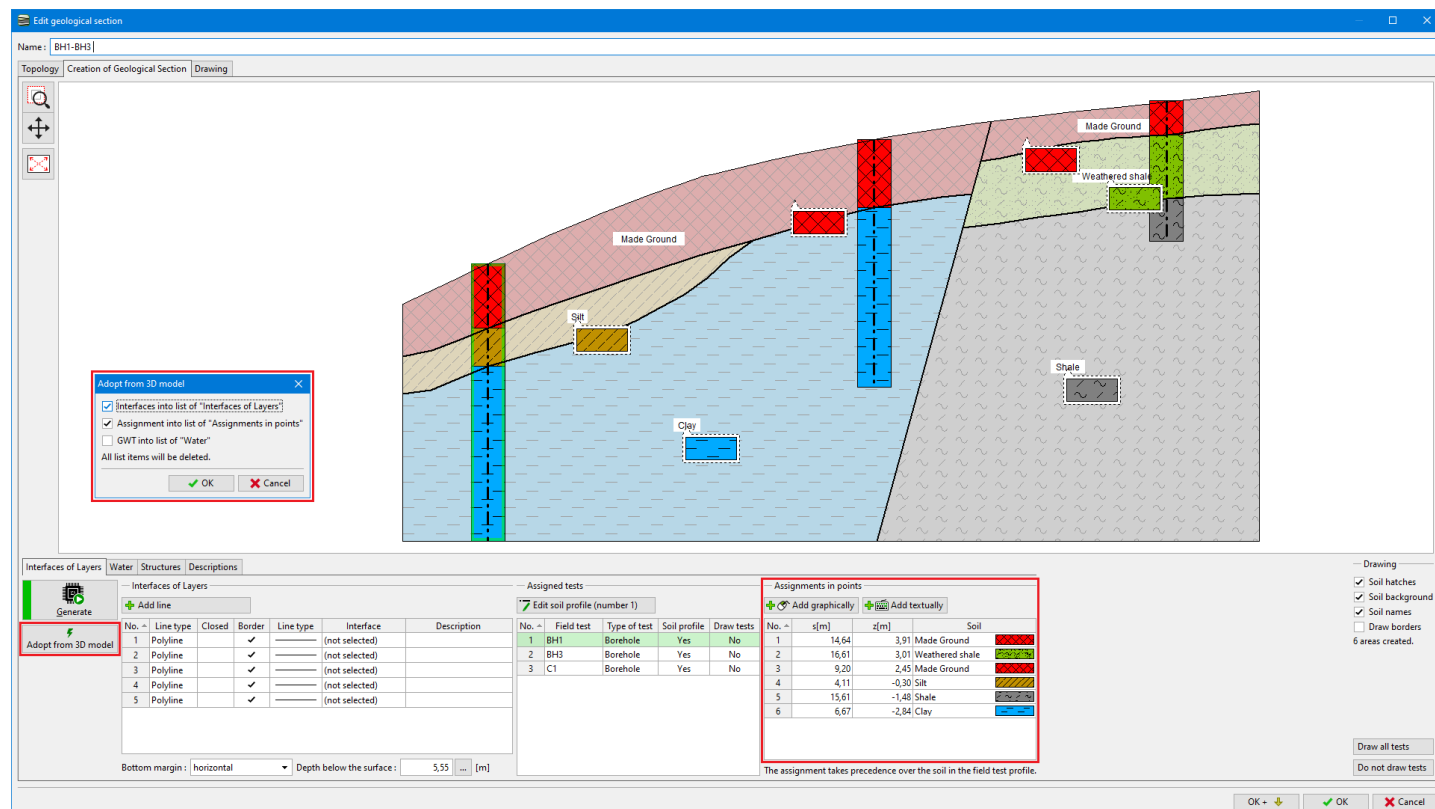 Edit geological section
Name : BH1-BH3
Topology Creation of Geological Section Drawing
Made Ground
Weathered shale
Made Ground
Silt
Shale
Clay
Adopt from 3D model
Interfaces into list of "Interfaces of Layers"
Assignment into list of "Assignments in points"
GWT into list of "Water"
All list items will be deleted.
OK Cancel
Interfaces of Layers Water Structures Descriptions
Generate
Adopt from 3D model
Interfaces of Layers
Add line
No. Line type Closed Border Line type Interface Description
1 Polyline (not selected)
2 Polyline (not selected)
3 Polyline (not selected)
4 Polyline (not selected)
5 Polyline (not selected)
Bottom margin : horizontal Depth below the surface : 5,55 ... [m]
Assigned tests
Edit soil profile (number 1)
No. Field test Type of test Soil profile Draw tests
1 BH1 Borehole Yes No
2 BH3 Borehole Yes No
3 C1 Borehole Yes No
Assignments in points
Add graphically Add textually
No. s[m] z[m] Soil
1 14,64 3,91 Made Ground
2 16,61 3,01 Weathered shale
3 9,20 2,45 Made Ground
4 4,11 -0,30 Silt
5 15,61 -1,48 Shale
6 6,67 -2,84 Clay
The assignment takes precedence over the soil in the field test profile.
Drawing
Soil hatches
Soil background
Soil names
Draw borders
6 areas created.
Draw all tests
Do not draw tests
OK + OK Cancel